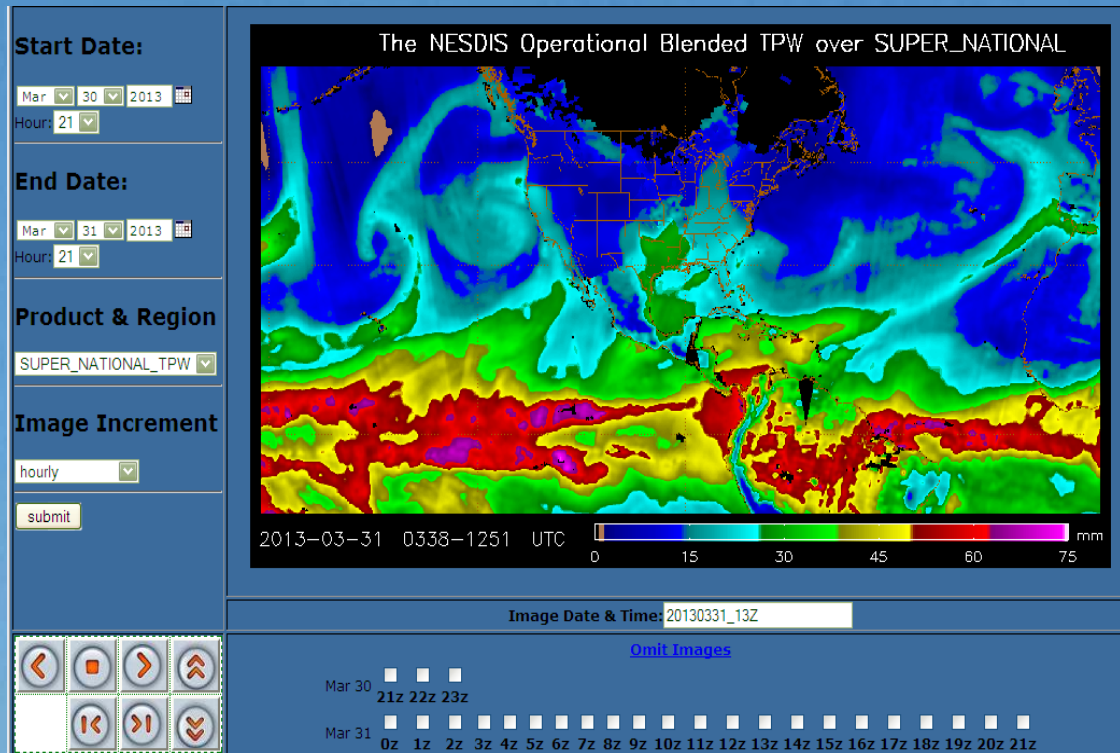 Start Date:
Mar 30 2013
Hour: 21
End Date:
Mar 31 2013
Hour: 21
Product & Region
SUPER_NATIONAL_TPW
Image Increment
hourly
submit
The NESDIS Operational Blended TPW over SUPER_NATIONAL
2013-03-31 0338-1251 UTC
0 15 30 45 60 75 mm
Image Date & Time: 20130331_13Z
Omit Images
Mar 30
21z 22z 23z
Mar 31
0z 1z 2z 3z 4z 5z 6z 7z 8z 9z 10z 11z 12z 13z 14z 15z 16z 17z 18z 19z 20z 21z